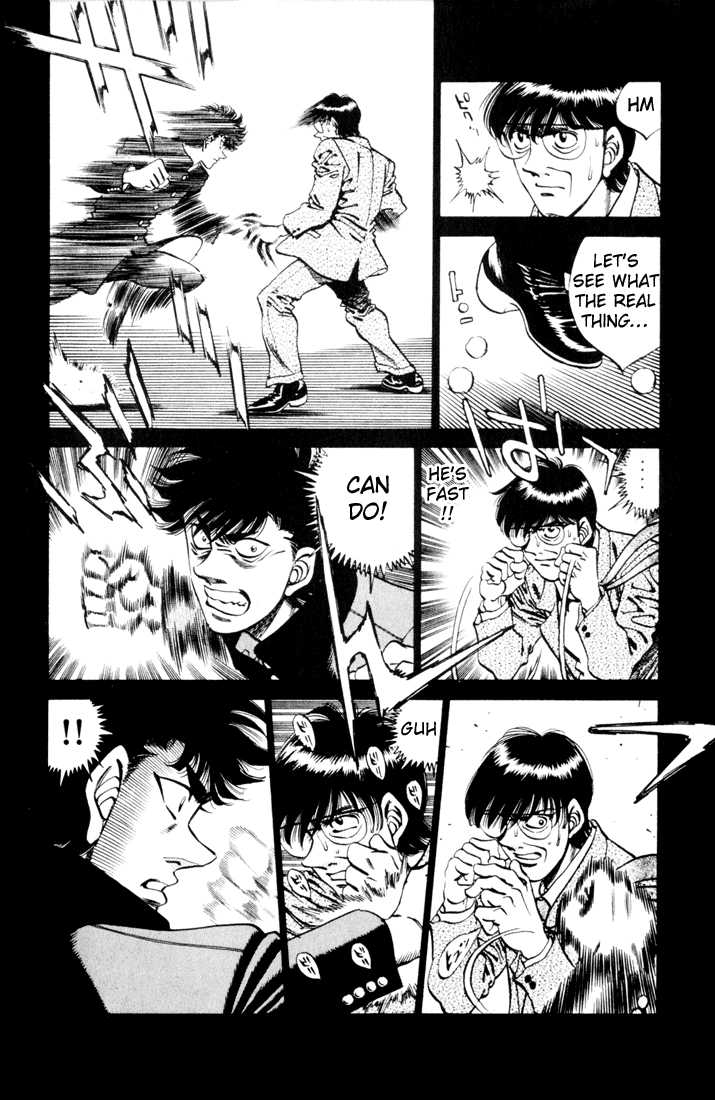 HM
LET'S
SEE WHAT
THE REAL
THING...
HE'S
FAST
!!
CAN
DO!
GUH
!!